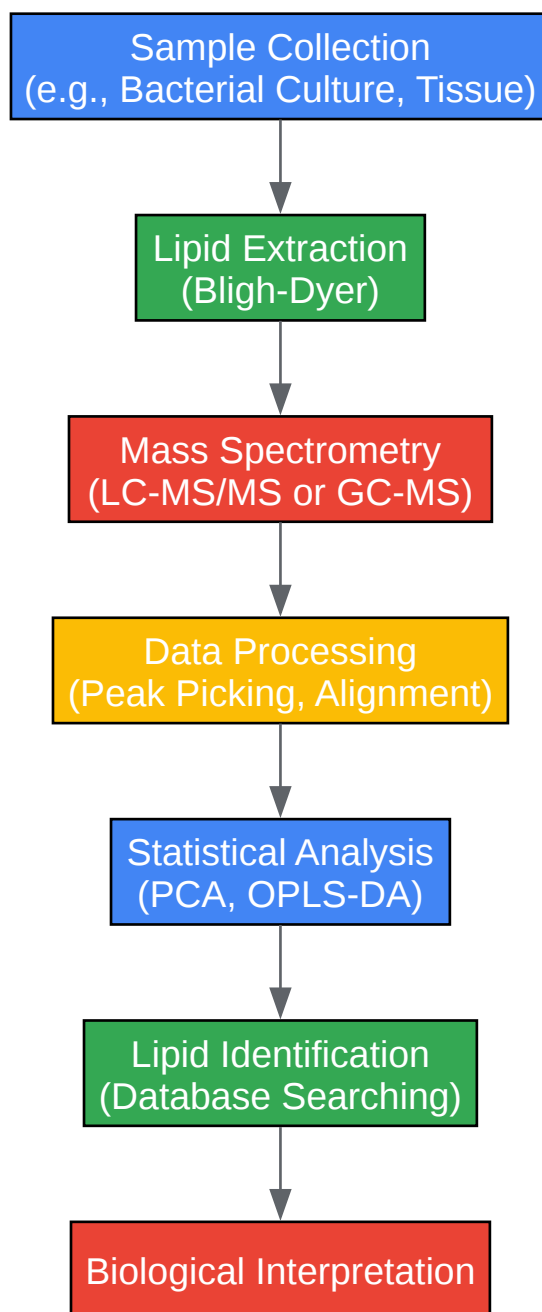 Sample Collection
(e.g., Bacterial Culture, Tissue)
Lipid Extraction
(Bligh-Dyer)
Mass Spectrometry
(LC-MS/MS or GC-MS)
Data Processing
(Peak Picking, Alignment)
Statistical Analysis
(PCA, OPLS-DA)
Lipid Identification
(Database Searching)
Biological Interpretation